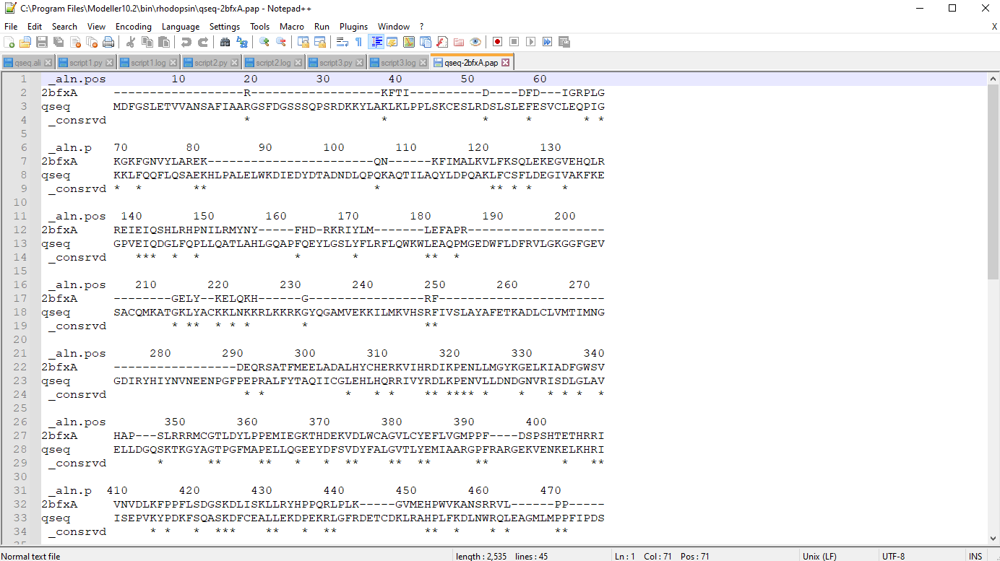 C:\Program Files\Modeller10.2\bin\rhodopsin\qseq-2bfxA.pap - Notepad++
File Edit Search View Encoding Language Settings Tools Macro Run Plugins Window ? X
qseq.ali script1.py script1.log script2.py script2.log script3.py script3.log qseq-2bfxA.pap
1 _aln.pos 10 20 30 40 50 60
2 2bfxA ------------------R------------------KFTI----------D----DFD---IGRPLG
3 qseq MDFGSLETVVANSAFIAARGSFDGSSSQPSRDKKYLAKLKLPPLSKCESLRDSLSLEFESVCLEQPIG
4 _consrvd * * * * * *
5
6 _aln.p 70 80 90 100 110 120 130
7 2bfxA KGKFGNVYLAREK-----------------------QN------KFIMALKVLFKSQLEKEGVEHQLR
8 qseq KKLFQQFLQSAEKHLPALELWKDIEDYDTADNDLQPQKAQTILAQYLDPQAKLFCSFLDEGIVAKFKE
9 _consrvd * * ** * ** * * *
10
11 _aln.pos 140 150 160 170 180 190 200
12 2bfxA REIEIQSHLRHPNILRMYNY-----FHD-RKRIYLM-------LEFAPR-------------------
13 qseq GPVEIQDGLFQPLLQATLAHLGQAPFQEYLGSLYFLRFLQWKWLEAQPMGEDWFLDFRVLGKGGFGEV
14 _consrvd *** * * * * ** *
15
16 _aln.pos 210 220 230 240 250 260 270
17 2bfxA --------GELY--KELQKH------G----------------RF-----------------------
18 qseq SACQMKATGKLYACKKLNKKRLKKRKGYQGAMVEKKILMKVHSRFIVSLAYAFETKADLCLVMTIMNG
19 _consrvd * ** * * * * **
20
21 _aln.pos 280 290 300 310 320 330 340
22 2bfxA -----------------DEQRSATFMEELADALHYCHERKVIHRDIKPENLLMGYKGELKIADFGWSV
23 qseq GDIRYHIYNVNEENPGFPEPRALFYTAQIICGLEHLHQRRIVYRDLKPENVLLDNDGNVRISDLGLAV
24 _consrvd * * * * * ** **** * * * * * *
25
26 _aln.pos 350 360 370 380 390 400
27 2bfxA HAP---SLRRRMCGTLDYLPPEMIEGKTHDEKVDLWCAGVLCYEFLVGMPPF----DSPSHTETHRRI
28 qseq ELLDGQSKTKGYAGTPGFMAPELLQGEEYDFSVDYFALGVTLYEMIAARGPFRARGEKVENKELKHRI
29 _consrvd * ** ** * * ** * ** ** * **
30
31 _aln.p 410 420 430 440 450 460 470
32 2bfxA VNVDLKFPPFLSDGSKDLISKLLRYHPPQRLPLK-----GVMEHPWVKANSRRVL------PP-----
33 qseq ISEPVKYPDKFSQASKDFCEALLEKDPEKRLGFRDETCDKLRAHPLFKDLNWRQLEAGMLMPPFIPDS
34 _consrvd * * * *** ** * ** ** * * * **
35
Normal text file length : 2,535 lines : 45 Ln : 1 Col : 71 Pos : 71 Unix (LF) UTF-8 INS